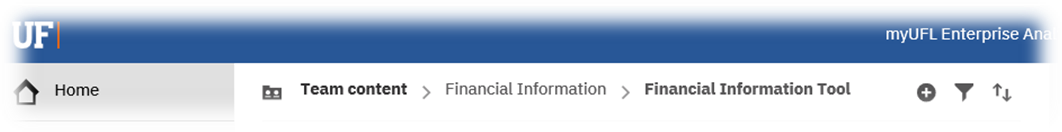 UF
myUFL Enterprise Ana
Home
Team content > Financial Information > Financial Information Tool